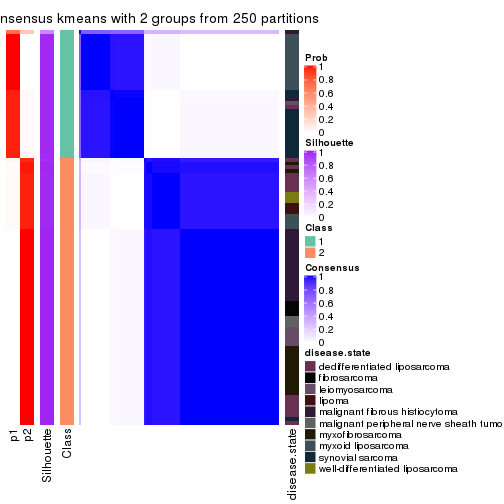 nsensus kmeans with 2 groups from 250 partitions
Prob
1
0.8
0.6
0.4
0.2
0
Silhouette
1
0.8
0.6
0.4
0.2
0
Class
1
2
Consensus
1
0.8
0.6
0.4
0.2
0
disease.state
dedifferentiated liposarcoma
fibrosarcoma
leiomyosarcoma
lipoma
malignant fibrous histiocytoma
malignant peripheral nerve sheath tumo
myxofibrosarcoma
myxoid liposarcoma
synovial sarcoma
well-differentiated liposarcoma
p1
p2
Silhouette
Class
disease.state